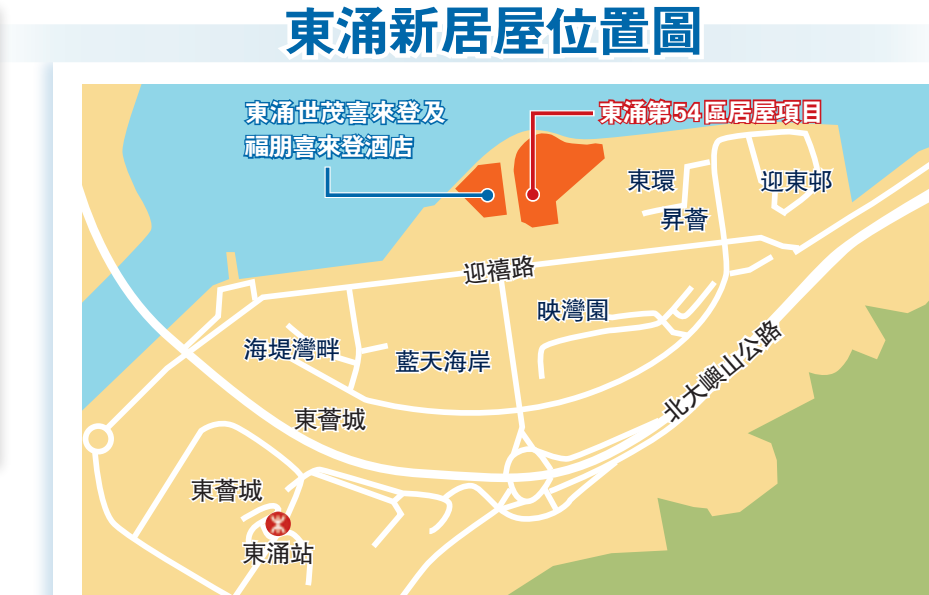 東涌新居屋位置圖
東涌世茂喜來登及
福朋喜來登酒店
東涌第54區居屋項目
東環
迎東邨
昇薈
迎禧路
映灣園
海堤灣畔
藍天海岸
北大嶼山公路
東薈城
東薈城
東涌站